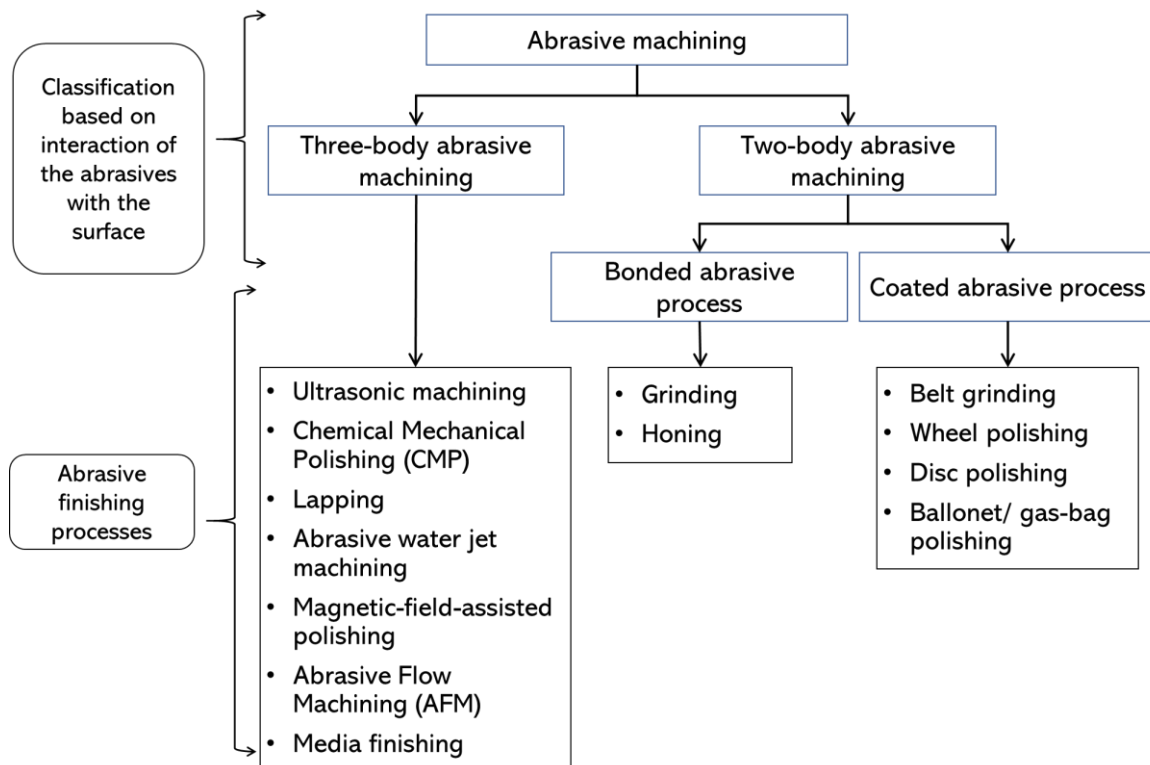 Abrasive machining
Classification
based on
interaction of
the abrasives
with the
surface
Three-body abrasive
machining
Two-body abrasive
machining
Bonded abrasive
process
Coated abrasive process
Abrasive
finishing
processes
• Ultrasonic machining
• Chemical Mechanical
Polishing (CMP)
• Lapping
• Abrasive water jet
machining
• Magnetic-field-assisted
polishing
• Abrasive Flow
Machining (AFM)
• Media finishing
• Grinding
• Honing
• Belt grinding
• Wheel polishing
• Disc polishing
• Ballonet/ gas-bag
polishing